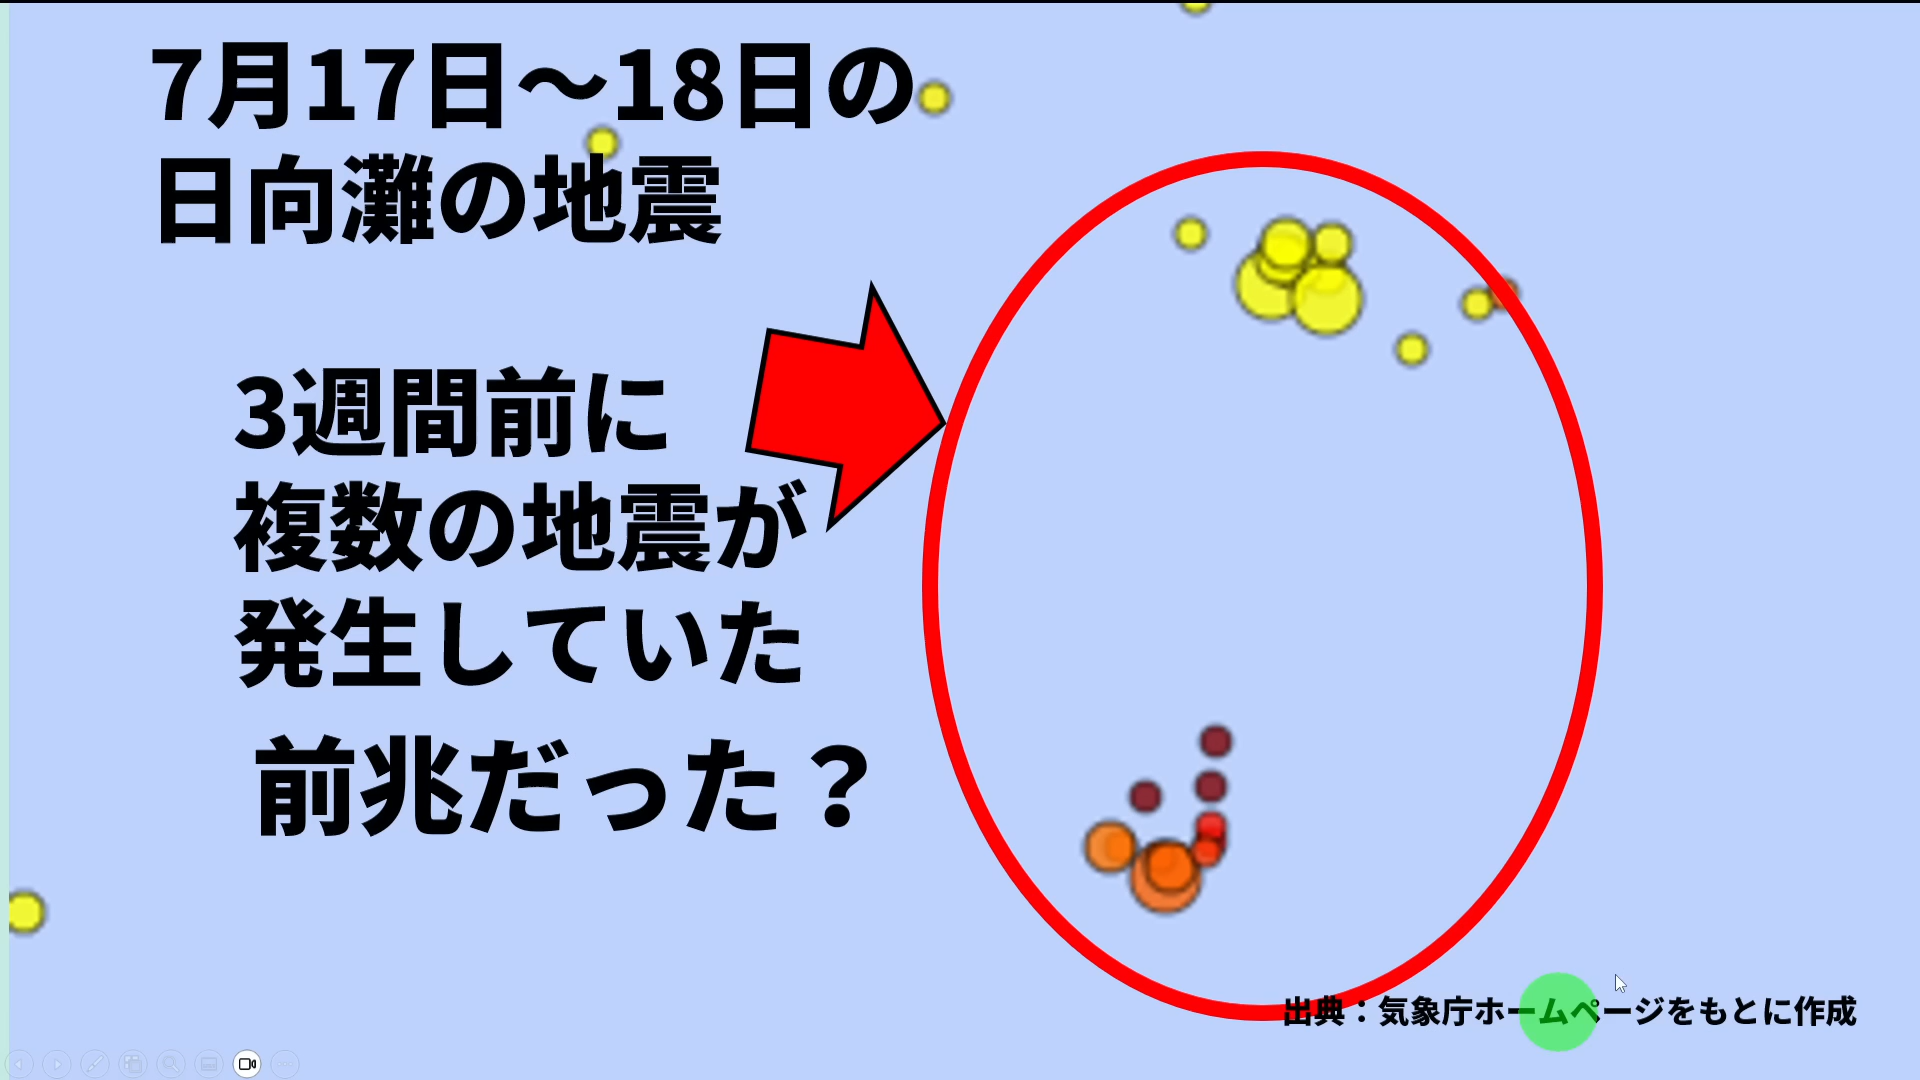 7月17日～18日の
日向灘の地震
3週間前に
複数の地震が
発生していた
前兆だった？
出典：気象庁ホームページをもとに作成